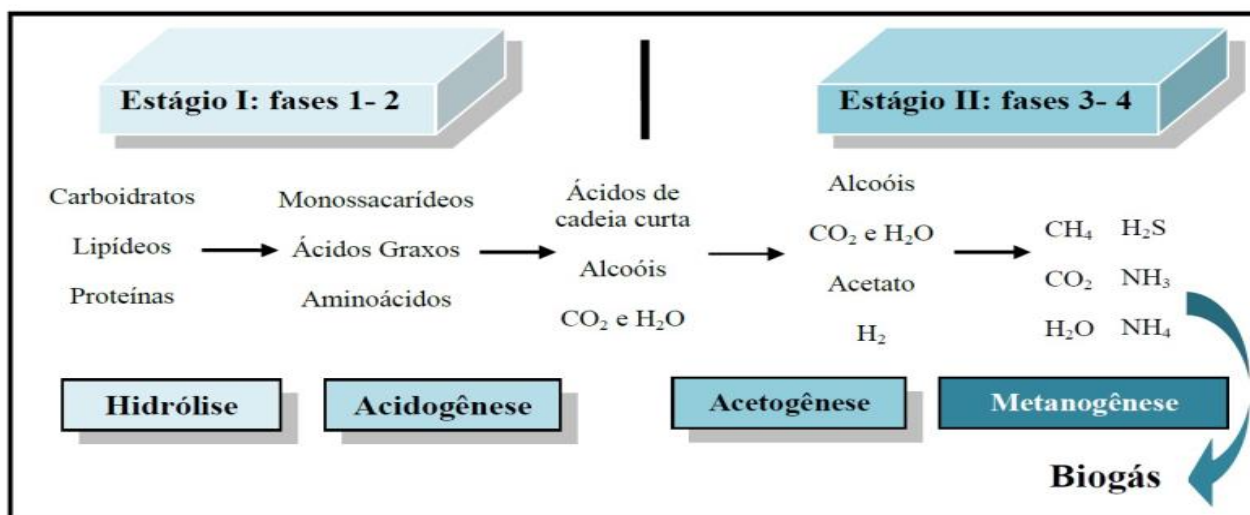 Estágio I: fases 1- 2
Estágio II: fases 3- 4
Carboidratos
Lipídeos
Proteínas
Monossacarídeos
Ácidos Graxos
Aminoácidos
Ácidos de
cadeia curta
Alcoóis
CO₂ e H₂O
Alcoóis
CO₂ e H₂O
Acetato
H₂
CH₄ H₂S
CO₂ NH₃
H₂O NH₄
Hidrólise
Acidogênese
Acetogênese
Metanogênese
Biogás